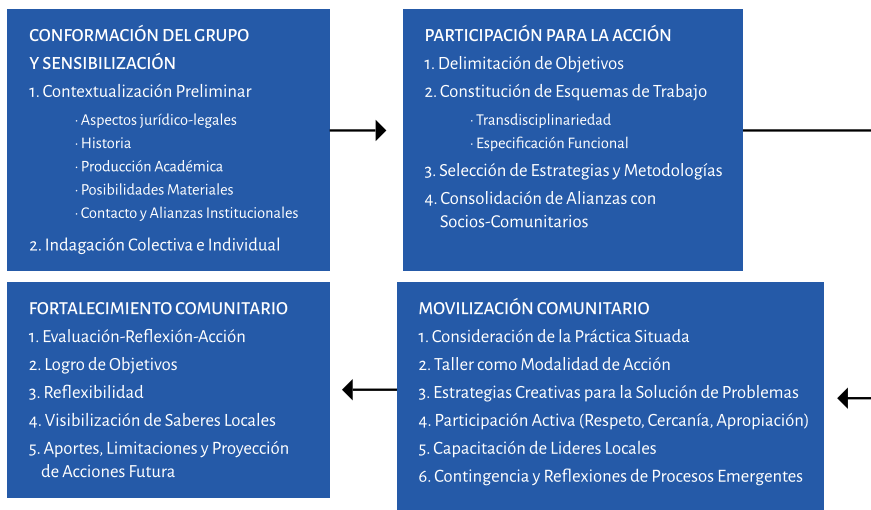 CONFORMACIÓN DEL GRUPO
Y SENSIBILIZACIÓN
1. Contextualización Preliminar
· Aspectos jurídico-legales
· Historia
· Producción Académica
· Posibilidades Materiales
· Contacto y Alianzas Institucionales
2. Indagación Colectiva e Individual
PARTICIPACIÓN PARA LA ACCIÓN
1. Delimitación de Objetivos
2. Constitución de Esquemas de Trabajo
· Transdisciplinariedad
· Especificación Funcional
3. Selección de Estrategias y Metodologías
4. Consolidación de Alianzas con
Socios-Comunitarios
MOVILIZACIÓN COMUNITARIO
1. Consideración de la Práctica Situada
2. Taller como Modalidad de Acción
3. Estrategias Creativas para la Solución de Problemas
4. Participación Activa (Respeto, Cercanía, Apropiación)
5. Capacitación de Lideres Locales
6. Contingencia y Reflexiones de Procesos Emergentes
FORTALECIMIENTO COMUNITARIO
1. Evaluación-Reflexión-Acción
2. Logro de Objetivos
3. Reflexibilidad
4. Visibilización de Saberes Locales
5. Aportes, Limitaciones y Proyección
de Acciones Futura